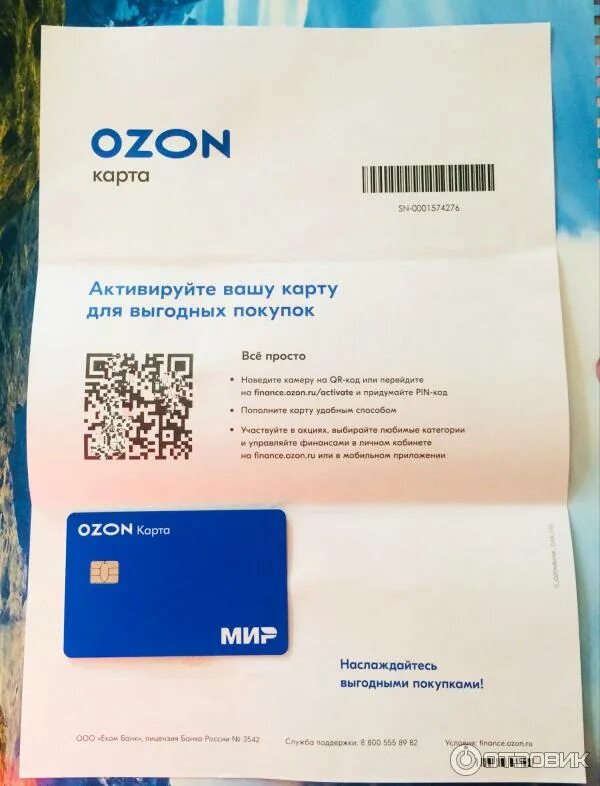 OZON
карта
SN-0001574276
Активируйте вашу карту
для выгодных покупок
Всё просто
• Наведите камеру на QR-код или перейдите
на finance.ozon.ru/activate и придумайте PIN-код
• Пополните карту удобным способом
• Участвуйте в акциях, выбирайте любимые категории
и управляйте финансами в личном кабинете
на finance.ozon.ru или в мобильном приложении
OZON Карта
МИР
Наслаждайтесь
выгодными покупками!
ООО «Еком Банк», лицензия Банка России № 3542
Служба поддержки: 8 800 555 89 82
Условия: finance.ozon.ru
ОТЗОВИК